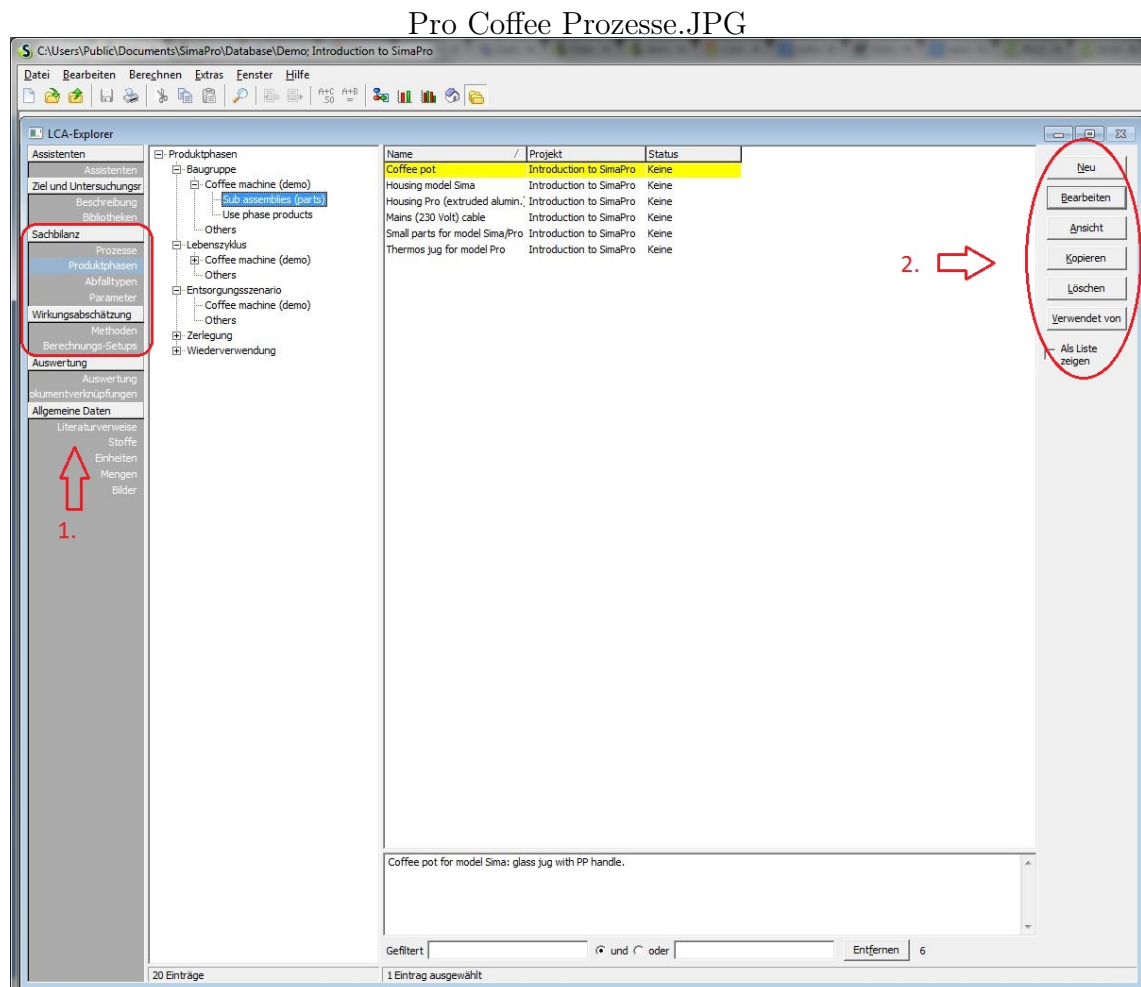 Pro Coffee Prozesse.JPG
C:\Users\Public\Documents\SimaPro\Database\Demo; Introduction to SimaPro
Datei Bearbeiten Berechnen Extras Fenster Hilfe
A+C 50 A+B =
LCA-Explorer
Assistenten
Assistenten
Ziel und Untersuchungsr
Beschreibung
Bibliotheken
Sachbilanz
Prozesse
Produktphasen
Abfalltypen
Parameter
Wirkungsabschätzung
Methoden
Berechnungs-Setups
Auswertung
Auswertung
okumentverknüpfungen
Allgemeine Daten
Literaturverweise
Stoffe
Einheiten
Mengen
Bilder
1.
Produktphasen
Baugruppe
Coffee machine (demo)
Sub assemblies (parts)
Use phase products
Others
Lebenszyklus
Coffee machine (demo)
Others
Entsorgungsszenario
Coffee machine (demo)
Others
Zerlegung
Wiederverwendung
20 Einträge
Name / Projekt Status
Coffee pot Introduction to SimaPro Keine
Housing model Sima Introduction to SimaPro Keine
Housing Pro (extruded alumin.) Introduction to SimaPro Keine
Mains (230 Volt) cable Introduction to SimaPro Keine
Small parts for model Sima/Pro Introduction to SimaPro Keine
Thermos jug for model Pro Introduction to SimaPro Keine
2.
Neu
Bearbeiten
Ansicht
Kopieren
Löschen
Verwendet von
Als Liste
zeigen
Coffee pot for model Sima: glass jug with PP handle.
Gefiltert und oder Entfernen 6
1 Eintrag ausgewählt